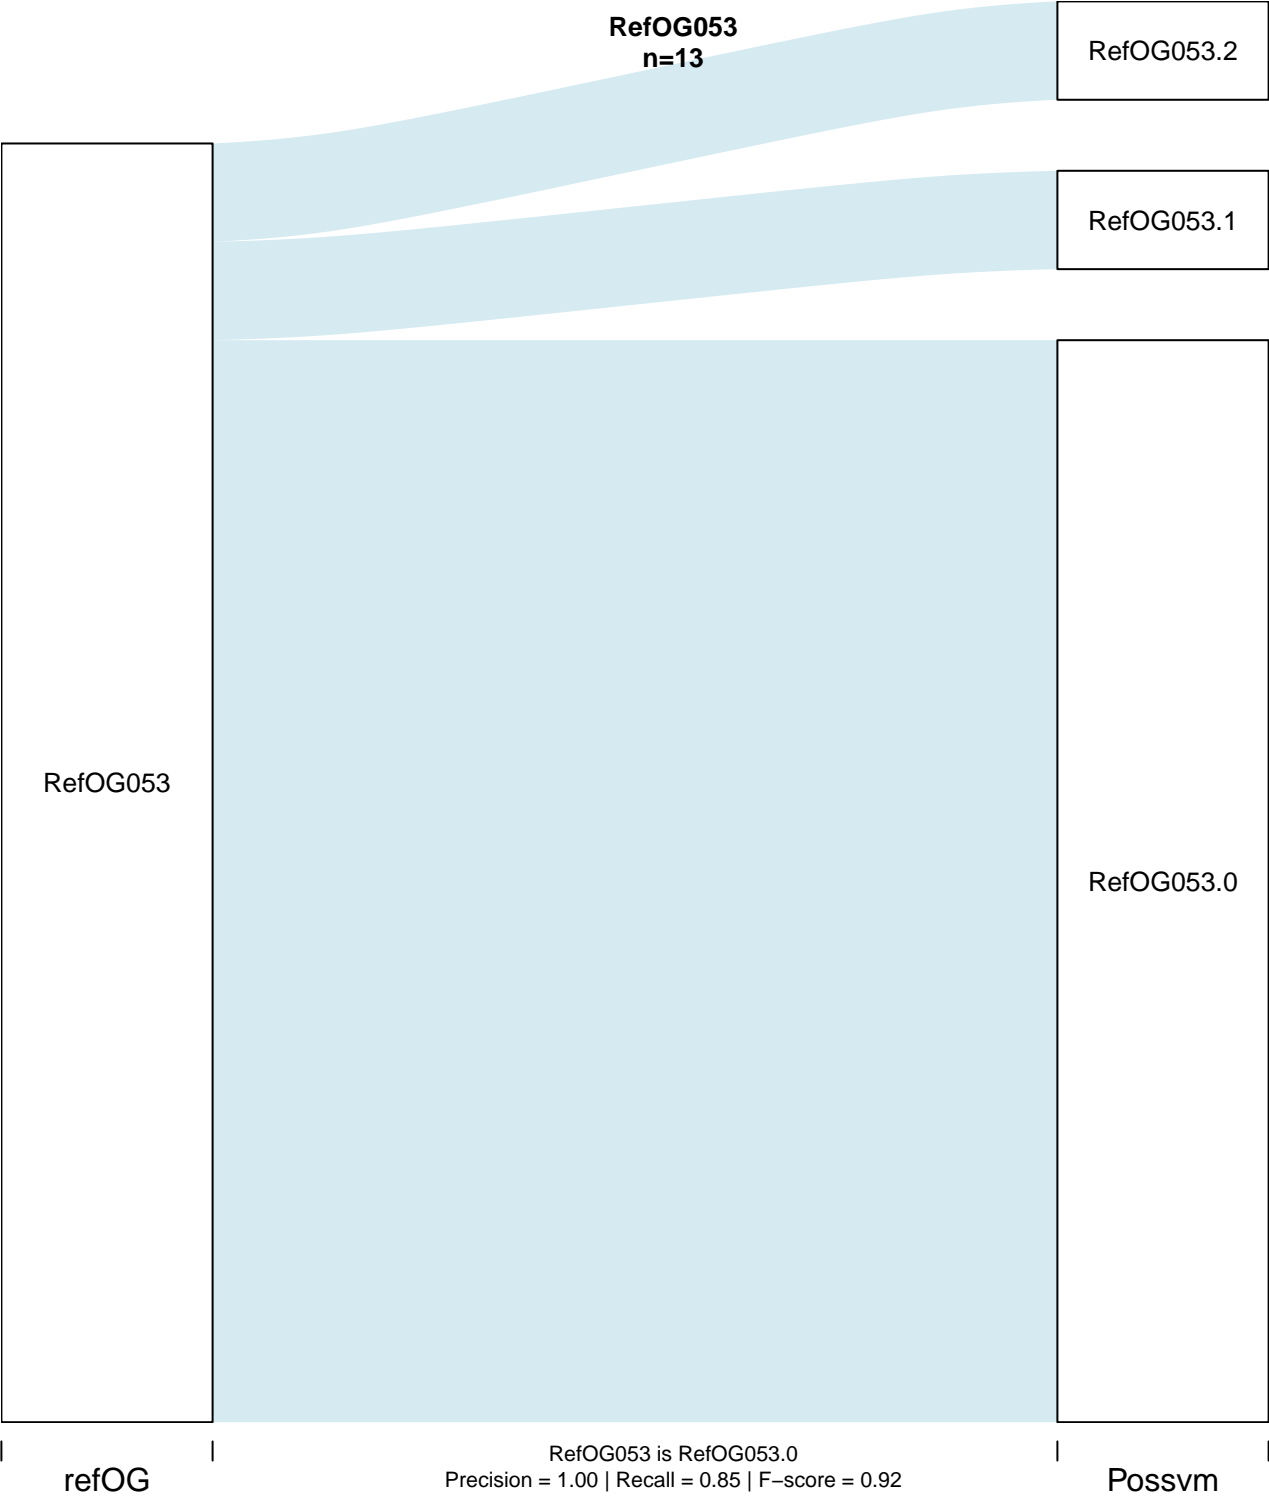 RefOG053
n=13
RefOG053.2
RefOG053.1
RefOG053
RefOG053.0
RefOG053 is RefOG053.0
refOG
Precision = 1.00 | Recall = 0.85 | F−score = 0.92
Possvm